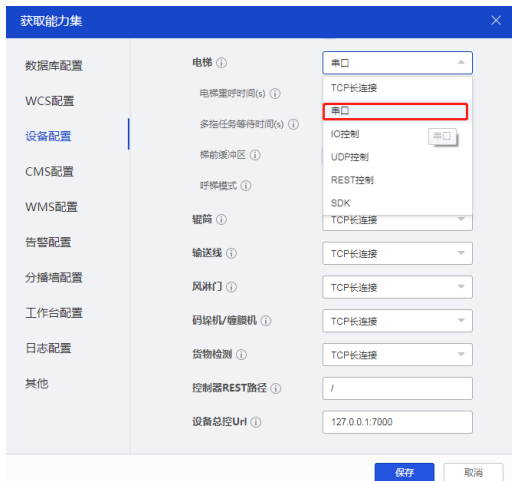 获取能力集
数据库配置
WCS配置
设备配置
CMS配置
WMS配置
告警配置
分播墙配置
工作台配置
日志配置
其他
电梯 串口
电梯重呼时间(s)
多拖任务等待时间(s)
梯前缓冲区
呼梯模式
TCP长连接
串口
IO控制
串口
UDP控制
REST控制
SDK
辊筒 TCP长连接
输送线 TCP长连接
风淋门 TCP长连接
码垛机/缠膜机 TCP长连接
货物检测 TCP长连接
控制器REST路径 /
设备总控Url 127.0.0.1:7000
保存 取消